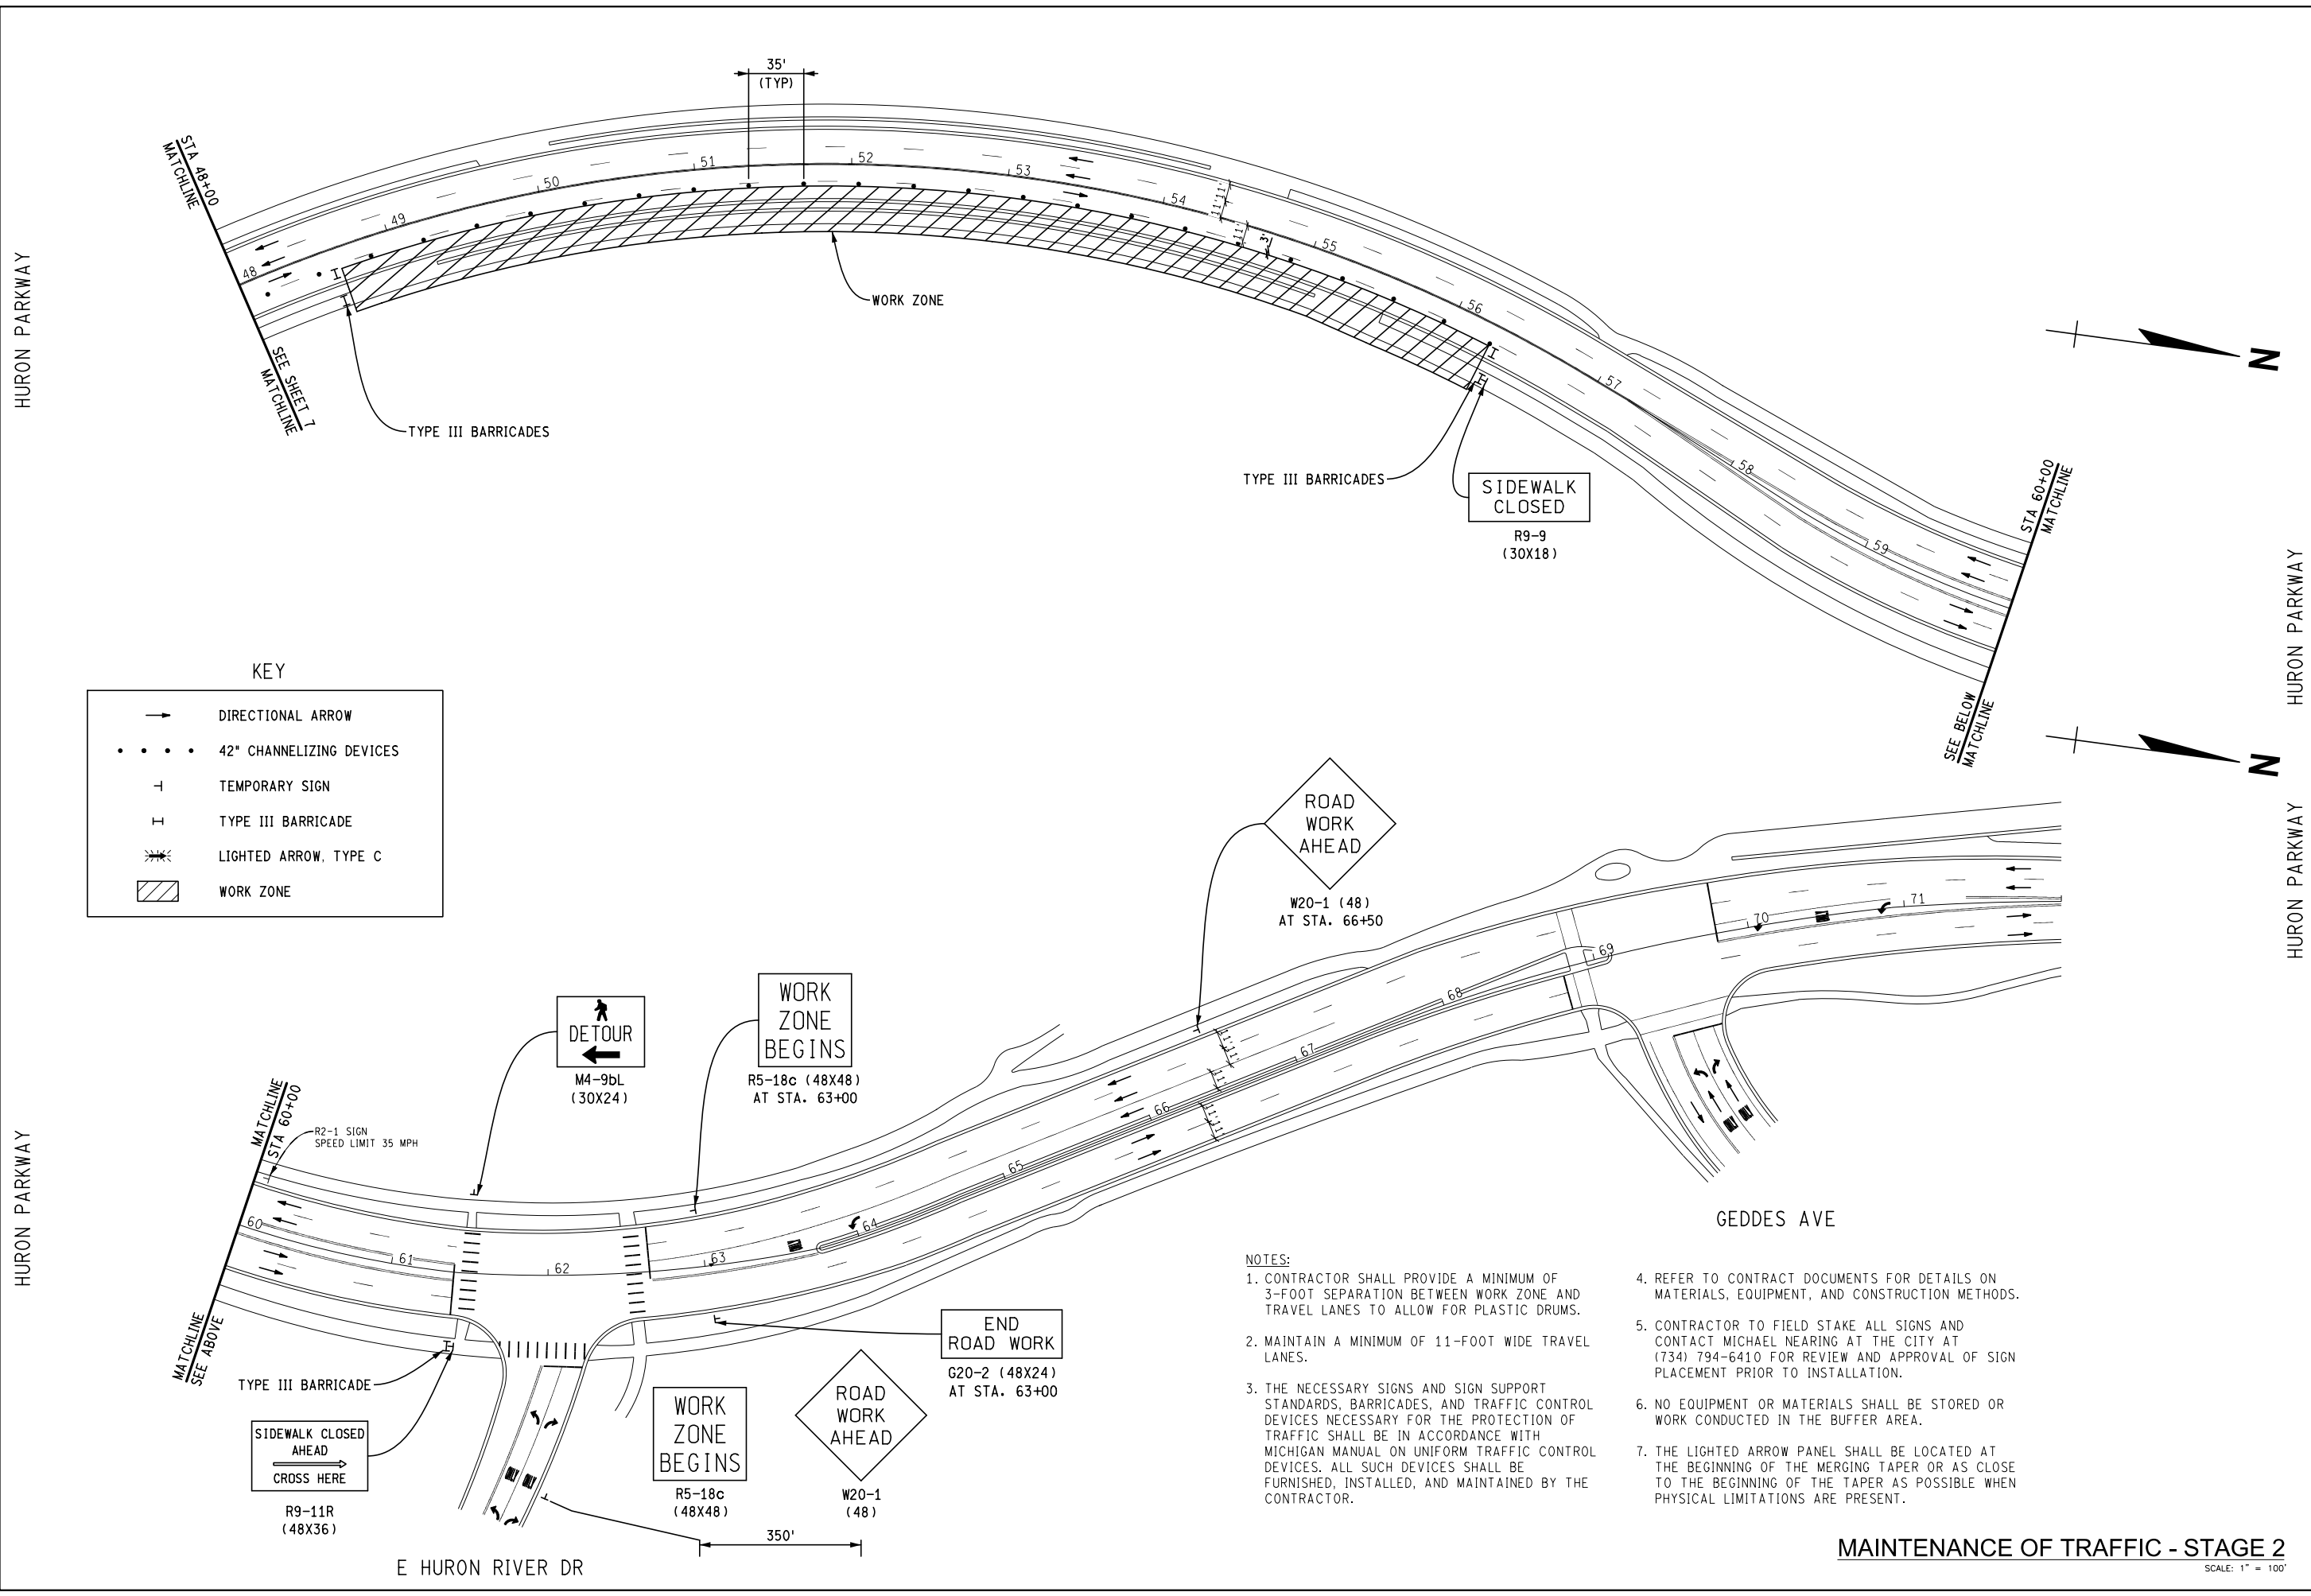 35'
(TYP)
STA 48+00
MATCHLINE
HURON PARKWAY
48
49
50
51
52
53
54
55
56
57
58
59
11'
11'
11'
3'
WORK ZONE
SEE SHEET 7
MATCHLINE
TYPE III BARRICADES
TYPE III BARRICADES
SIDEWALK
CLOSED
R9-9
(30X18)
N
STA 60+00
MATCHLINE
SEE BELOW
MATCHLINE
HURON PARKWAY
KEY
DIRECTIONAL ARROW
42" CHANNELIZING DEVICES
TEMPORARY SIGN
TYPE III BARRICADE
LIGHTED ARROW, TYPE C
WORK ZONE
N
HURON PARKWAY
ROAD
WORK
AHEAD
W20-1 (48)
AT STA. 66+50
DETOUR
M4-9bL
(30X24)
WORK
ZONE
BEGINS
R5-18c (48X48)
AT STA. 63+00
MATCHLINE
STA 60+00
R2-1 SIGN
SPEED LIMIT 35 MPH
HURON PARKWAY
60
61
62
63
64
65
66
67
68
69
70
71
11'
11'
11'
11'
11'
MATCHLINE
SEE ABOVE
TYPE III BARRICADE
SIDEWALK CLOSED
AHEAD
CROSS HERE
R9-11R
(48X36)
END
ROAD WORK
G20-2 (48X24)
AT STA. 63+00
WORK
ZONE
BEGINS
R5-18c
(48X48)
ROAD
WORK
AHEAD
W20-1
(48)
350'
E HURON RIVER DR
GEDDES AVE
NOTES:
1. CONTRACTOR SHALL PROVIDE A MINIMUM OF
3-FOOT SEPARATION BETWEEN WORK ZONE AND
TRAVEL LANES TO ALLOW FOR PLASTIC DRUMS.
2. MAINTAIN A MINIMUM OF 11-FOOT WIDE TRAVEL
LANES.
3. THE NECESSARY SIGNS AND SIGN SUPPORT
STANDARDS, BARRICADES, AND TRAFFIC CONTROL
DEVICES NECESSARY FOR THE PROTECTION OF
TRAFFIC SHALL BE IN ACCORDANCE WITH
MICHIGAN MANUAL ON UNIFORM TRAFFIC CONTROL
DEVICES. ALL SUCH DEVICES SHALL BE
FURNISHED, INSTALLED, AND MAINTAINED BY THE
CONTRACTOR.
4. REFER TO CONTRACT DOCUMENTS FOR DETAILS ON
MATERIALS, EQUIPMENT, AND CONSTRUCTION METHODS.
5. CONTRACTOR TO FIELD STAKE ALL SIGNS AND
CONTACT MICHAEL NEARING AT THE CITY AT
(734) 794-6410 FOR REVIEW AND APPROVAL OF SIGN
PLACEMENT PRIOR TO INSTALLATION.
6. NO EQUIPMENT OR MATERIALS SHALL BE STORED OR
WORK CONDUCTED IN THE BUFFER AREA.
7. THE LIGHTED ARROW PANEL SHALL BE LOCATED AT
THE BEGINNING OF THE MERGING TAPER OR AS CLOSE
TO THE BEGINNING OF THE TAPER AS POSSIBLE WHEN
PHYSICAL LIMITATIONS ARE PRESENT.
MAINTENANCE OF TRAFFIC - STAGE 2
SCALE: 1" = 100'